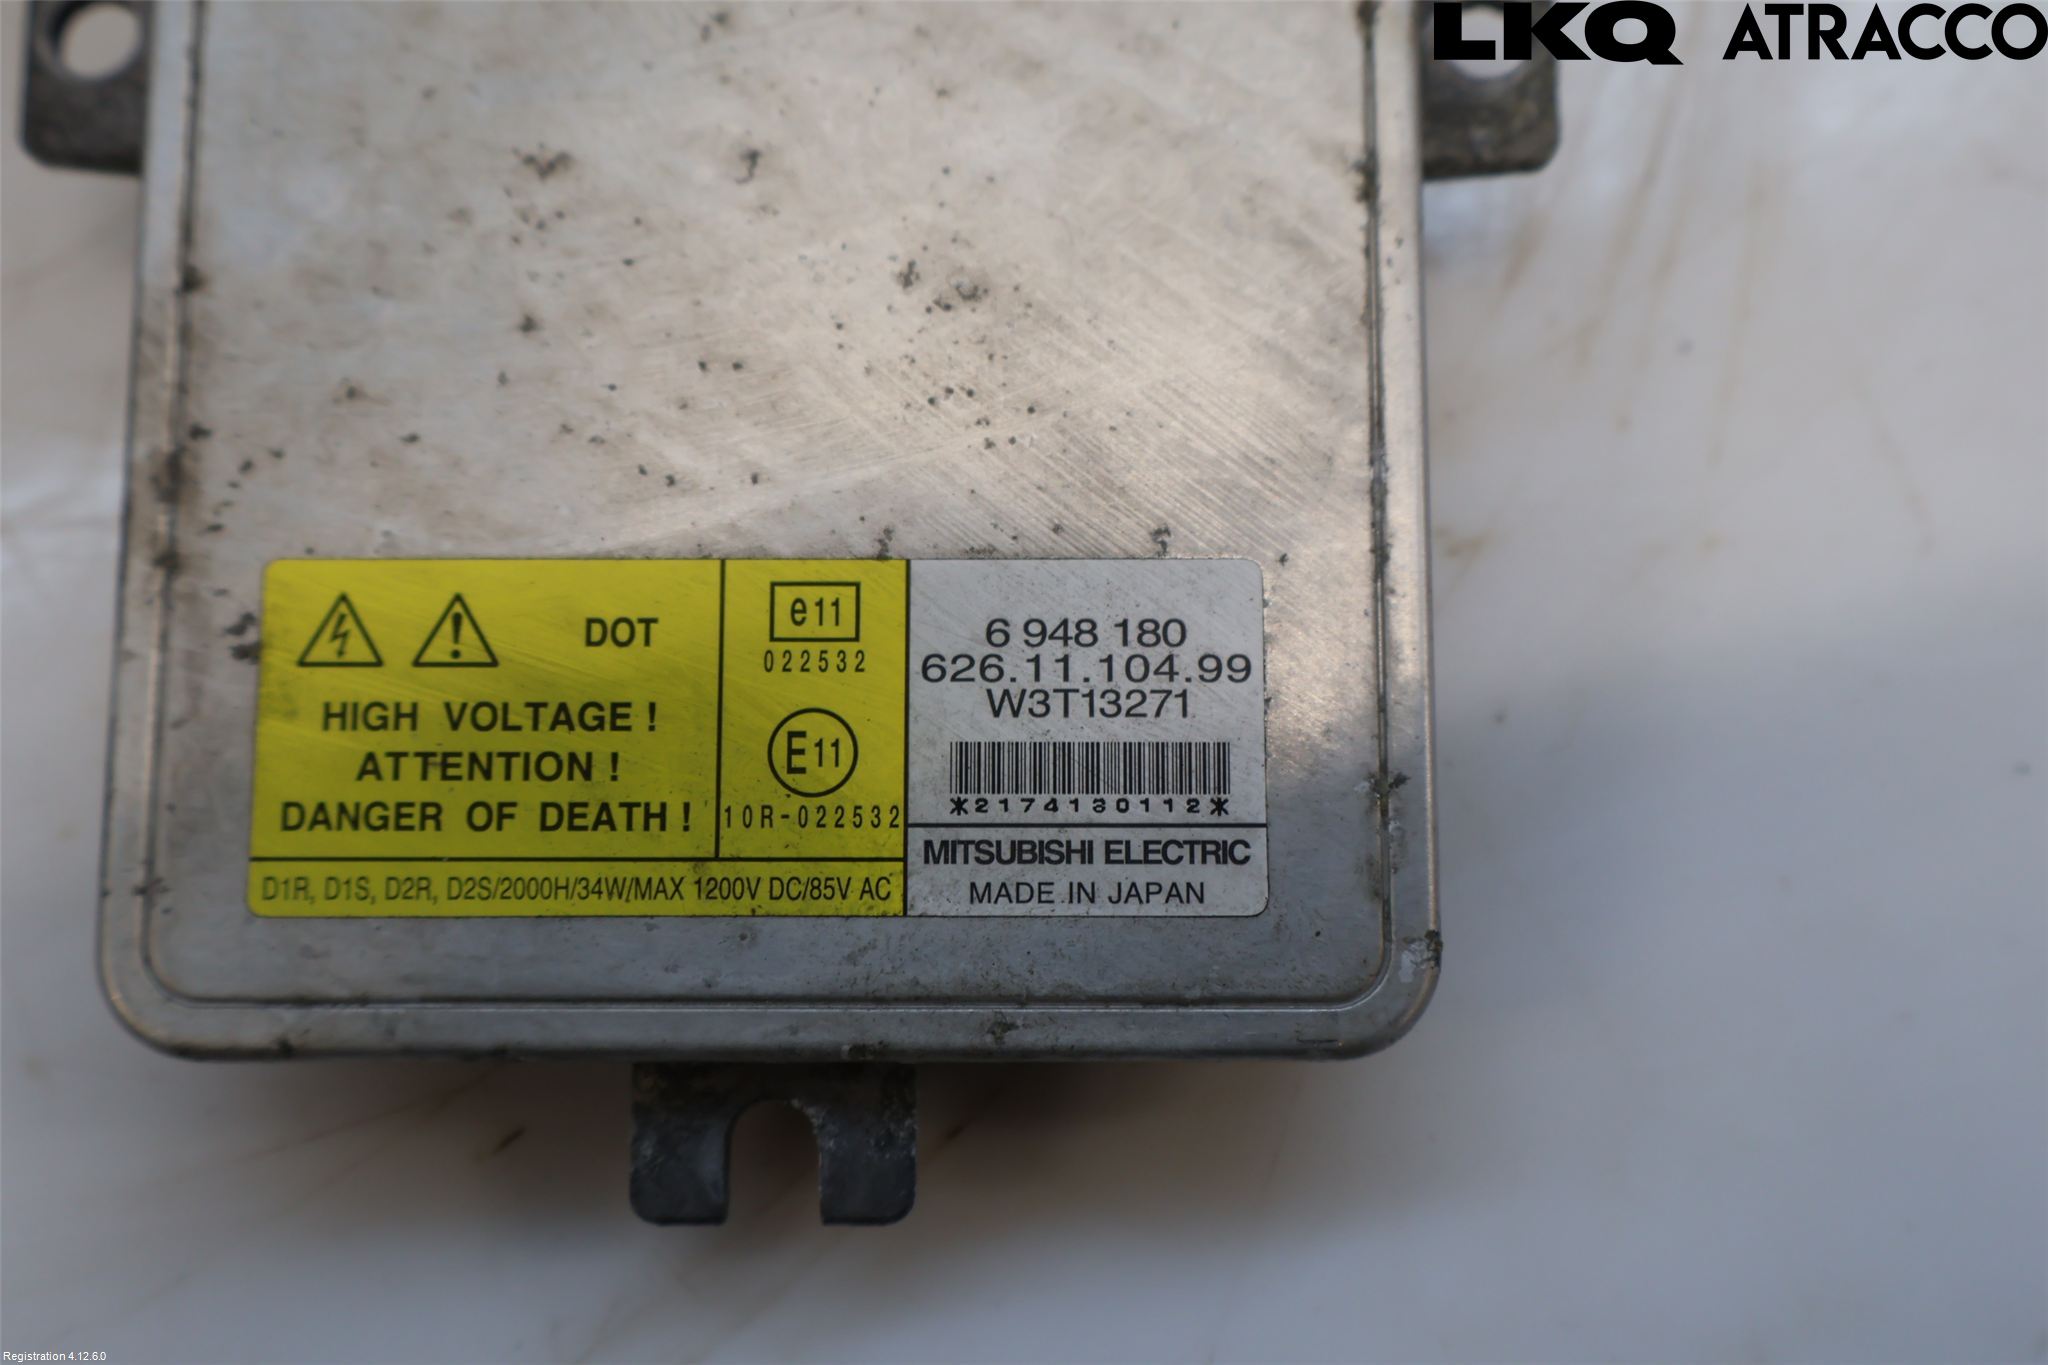 LKQ ATRACCO
DOT
HIGH VOLTAGE !
ATTENTION !
DANGER OF DEATH !
e11
022532
E11
10R-022532
D1R, D1S, D2R, D2S/2000H/34W/MAX 1200V DC/85V AC
6 948 180
626.11.104.99
W3T13271
*2174130112*
MITSUBISHI ELECTRIC
MADE IN JAPAN
Registration 4.12.6.0